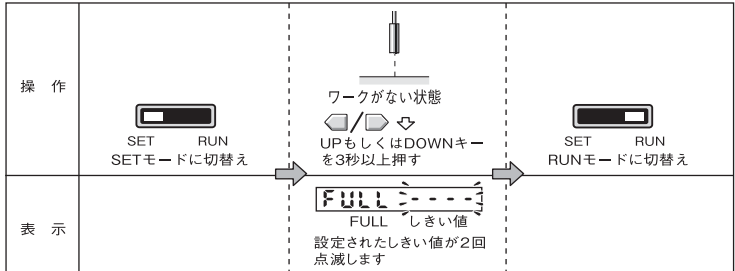 操 作
SET RUN
SETモードに切替え
ワークがない状態
/
UPもしくはDOWNキー
を3秒以上押す
SET RUN
RUNモードに切替え
表 示
FULL ----
FULL しきい値
設定されたしきい値が2回
点滅します